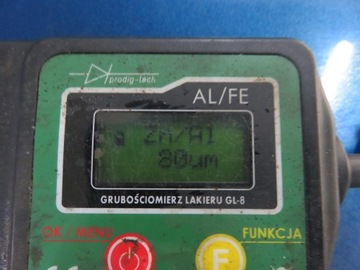 prodig-tech
AL/FE
Zn/Al
80um
GRUBOŚCIOMIERZ LAKIERU GL-8
OK / MENU
FUNKCJA
F